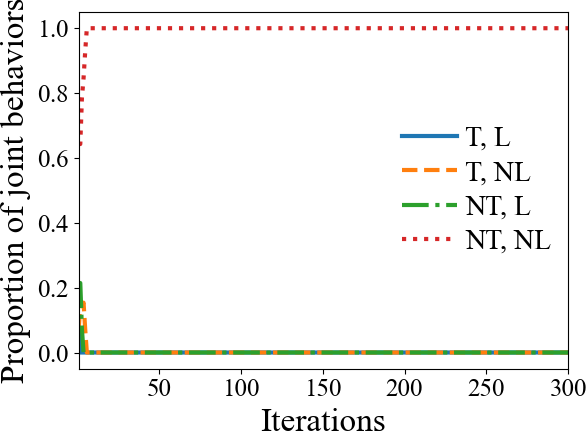 Proportion of joint behaviors
1.0
0.8
0.6
0.4
0.2
0.0
T, L
T, NL
NT, L
NT, NL
50
100
150
200
250
300
Iterations